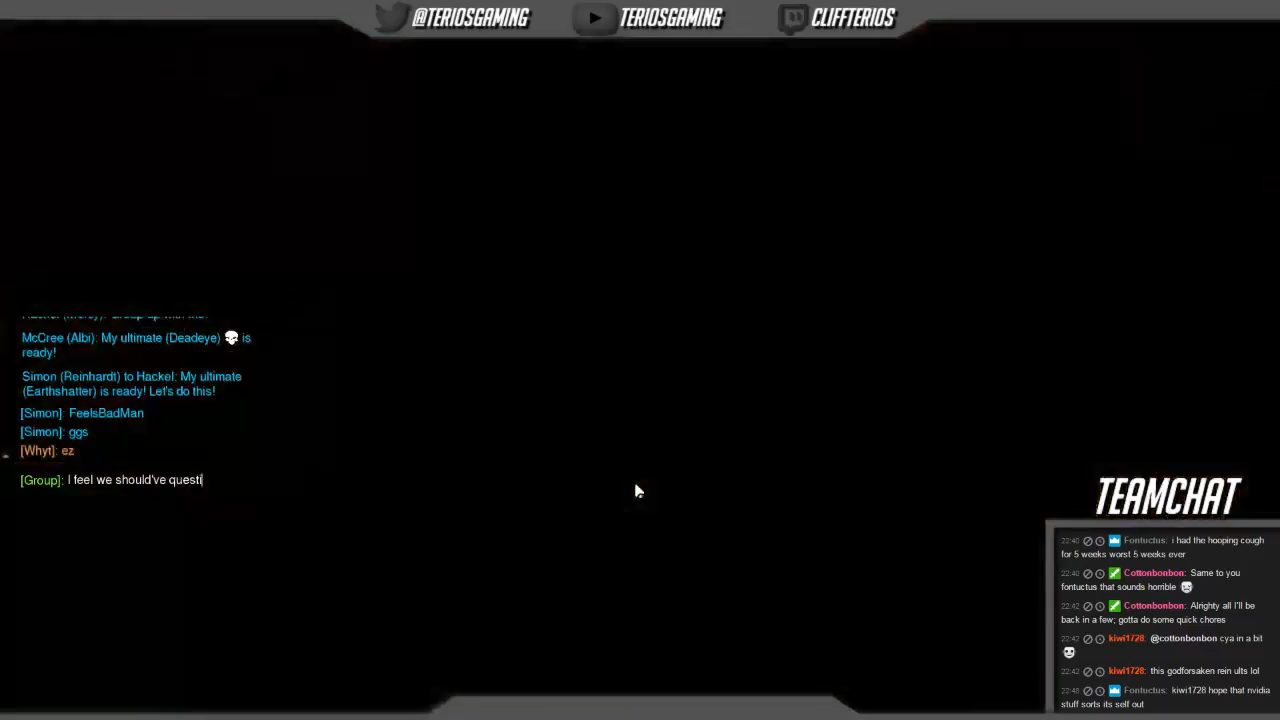 @TERIOSGAMING TERIOSGAMING CLIFFTERIOS
McCree (Albi): My ultimate (Deadeye) is
ready!
Simon (Reinhardt) to Hackel: My ultimate
(Earthshatter) is ready! Let's do this!
[Simon]: FeelsBadMan
[Simon]: ggs
[Whyt]: ez
[Group]: I feel we should've questi
TEAMCHAT
22:40 Fontuctus: i had the hooping cough
for 5 weeks worst 5 weeks ever
22:40 Cottonbonbon: Same to you
fontuctus that sounds horrible
22:42 Cottonbonbon: Alrighty all I'll be
back in a few; gotta do some quick
chores
22:42 kiwi1728: @cottonbonbon cya in a bit
22:42 kiwi1728: this godforsaken rein ults lol
22:46 Fontuctus: kiwi1728 hope that nvidia
stuff sorts its self out